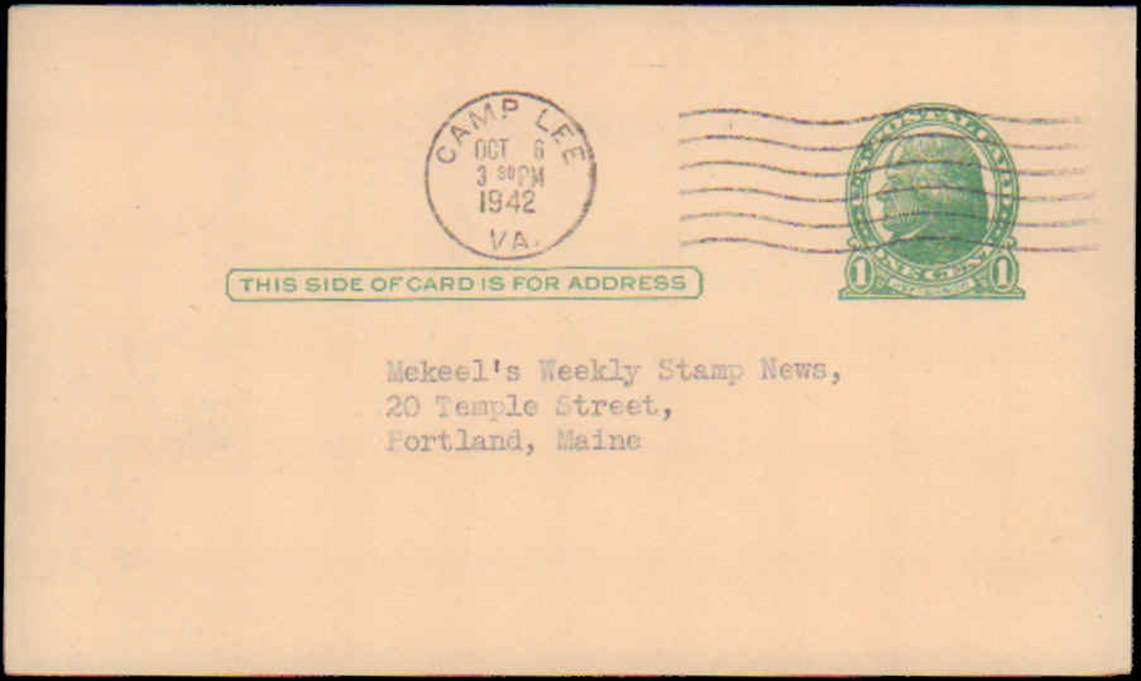 CAMP LEE
OCT 6
3 30 PM
1942
VA.
THIS SIDE OF CARD IS FOR ADDRESS
1 1
Mekeel's Weekly Stamp News,
20 Temple Street,
Portland, Maine